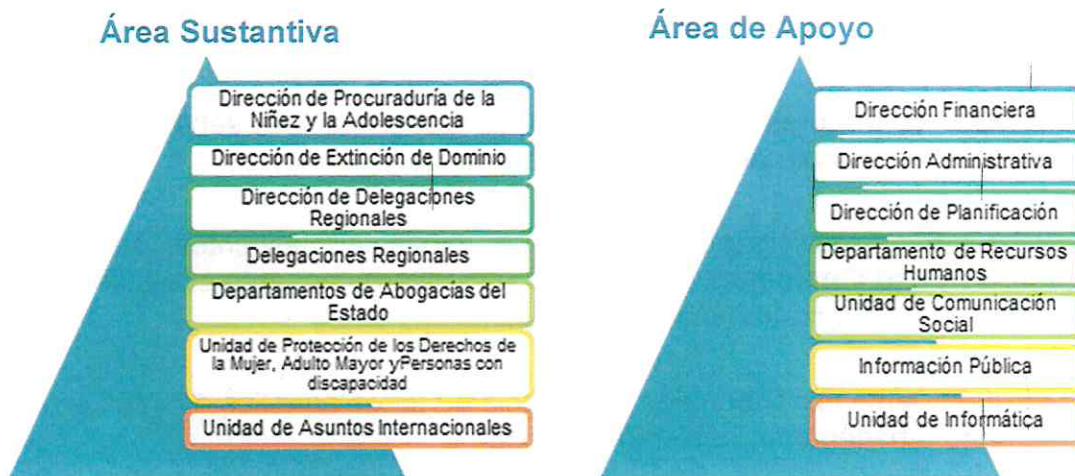 Área Sustantiva
Dirección de Procuraduría de la
Niñez y la Adolescencia
Dirección de Extinción de Dominio
Dirección de Delegaciones
Regionales
Delegaciones Regionales
Departamentos de Abogacías del
Estado
Unidad de Protección de los Derechos de
la Mujer, Adulto Mayor yPersonas con
discapacidad
Unidad de Asuntos Internacionales
Área de Apoyo
Dirección Financiera
Dirección Administrativa
Dirección de Planificación
Departamento de Recursos
Humanos
Unidad de Comunicación
Social
Información Pública
Unidad de Informática